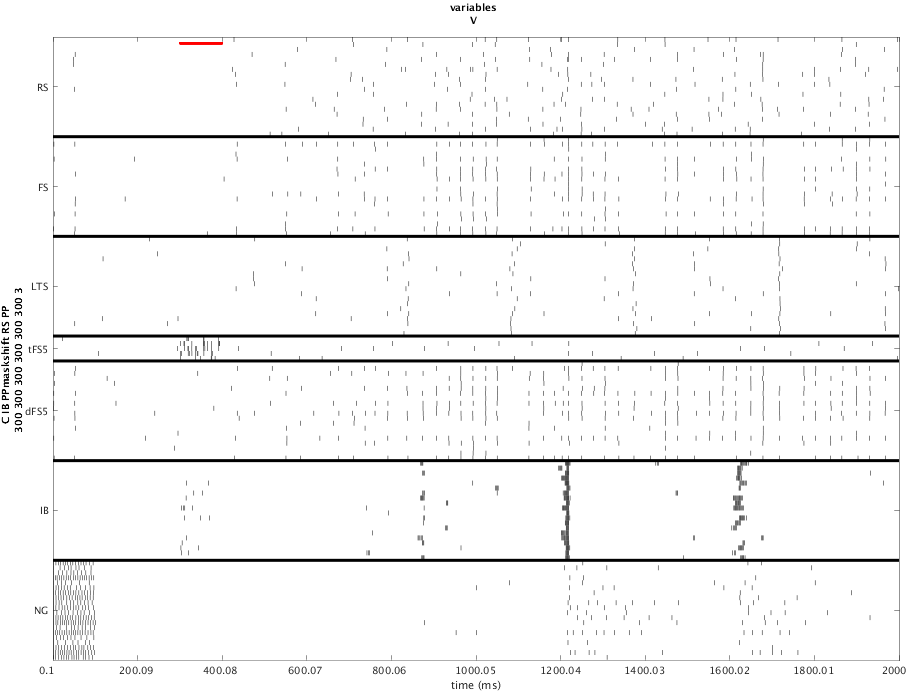 variables
V
RS
FS
LTS
tFS5
dFS5
IB
NG
C IB PPmaskshift RS PP
300 300 300 300 300 3
0.1 200.09 400.08 600.07 800.06 1000.05 1200.04 1400.03 1600.02 1800.01 2000
time (ms)